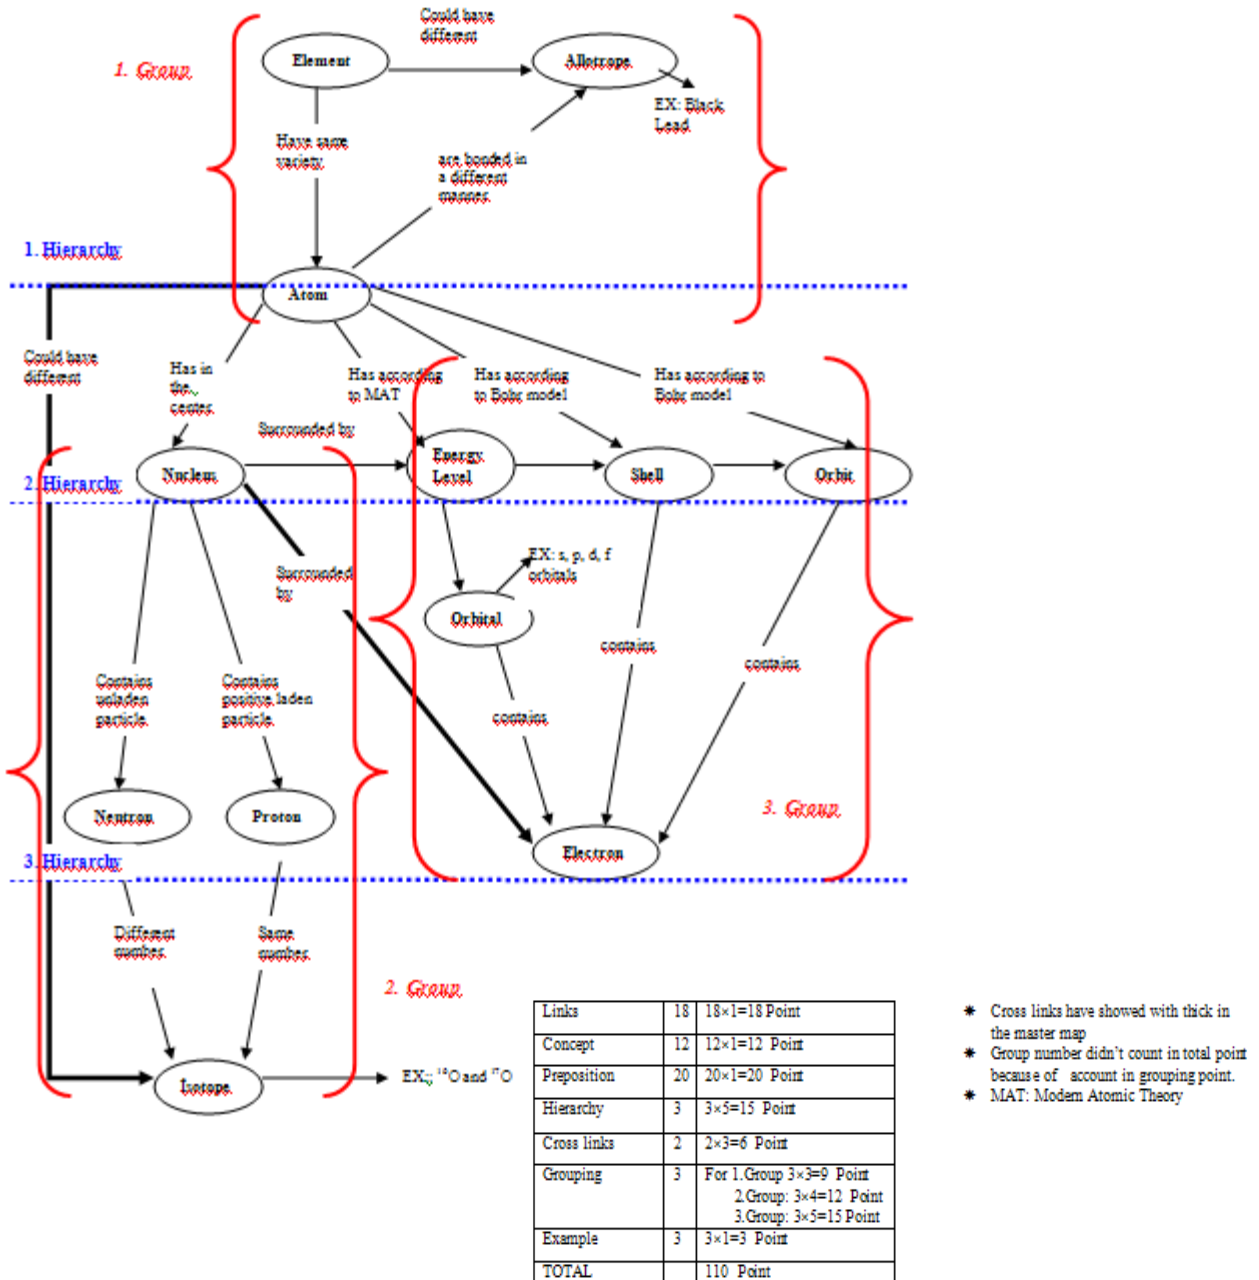 Could have
different
Element
Allotrope
1. Group
EX: Black
Lead
Have same
variety
are bonded in
a different
manner
1. Hierarchy
Atom
Could have
different
Has in
the
center
Has according
to MAT
Has according
to Bohr model
Has according to
Bohr model
Surrounded by
Nucleus
Energy
Level
Shell
Orbit
2. Hierarchy
Surrounded
by
EX: s, p, d, f
orbitals
Orbital
contains
contains
contains
Contains
unladen
particle
Contains
positive laden
particle
Neutron
Proton
3. Group
Electron
3. Hierarchy
Different
number
Same
number
2. Group
İsotope
EX: ¹⁶O and ¹⁷O
Links 18 18×1=18 Point
Concept 12 12×1=12 Point
Preposition 20 20×1=20 Point
Hierarchy 3 3×5=15 Point
Cross links 2 2×3=6 Point
Grouping 3 For 1.Group 3×3=9 Point
2.Group: 3×4=12 Point
3.Group: 3×5=15 Point
Example 3 3×1=3 Point
TOTAL 110 Point
✷ Cross links have showed with thick in
the master map
✷ Group number didn't count in total point
because of account in grouping point.
✷ MAT: Modern Atomic Theory